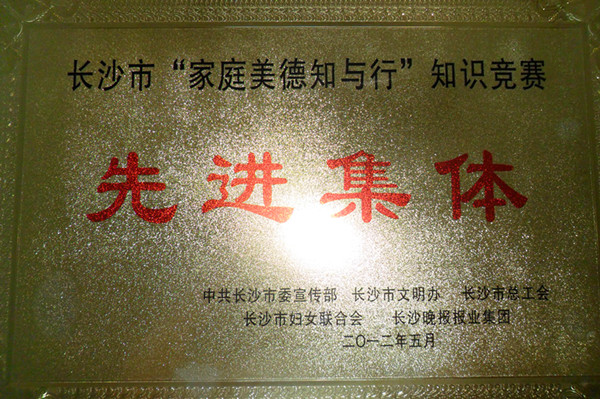 长沙市“家庭美德知与行”知识竞赛
先进集体
中共长沙市委宣传部 长沙市文明办 长沙市总工会
长沙市妇女联合会 长沙晚报报业集团
二〇一二年五月